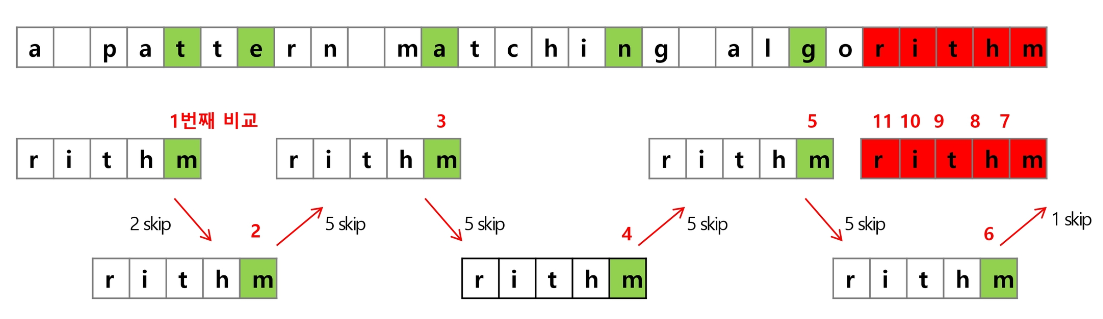 a p a t t e r n m a t c h i n g a l g o r i t h m
1번째 비교 3 5 11 10 9 8 7
r i t h m r i t h m r i t h m r i t h m
2 skip 2 5 skip 5 skip 4 5 skip 5 skip 6 1 skip
r i t h m r i t h m r i t h m